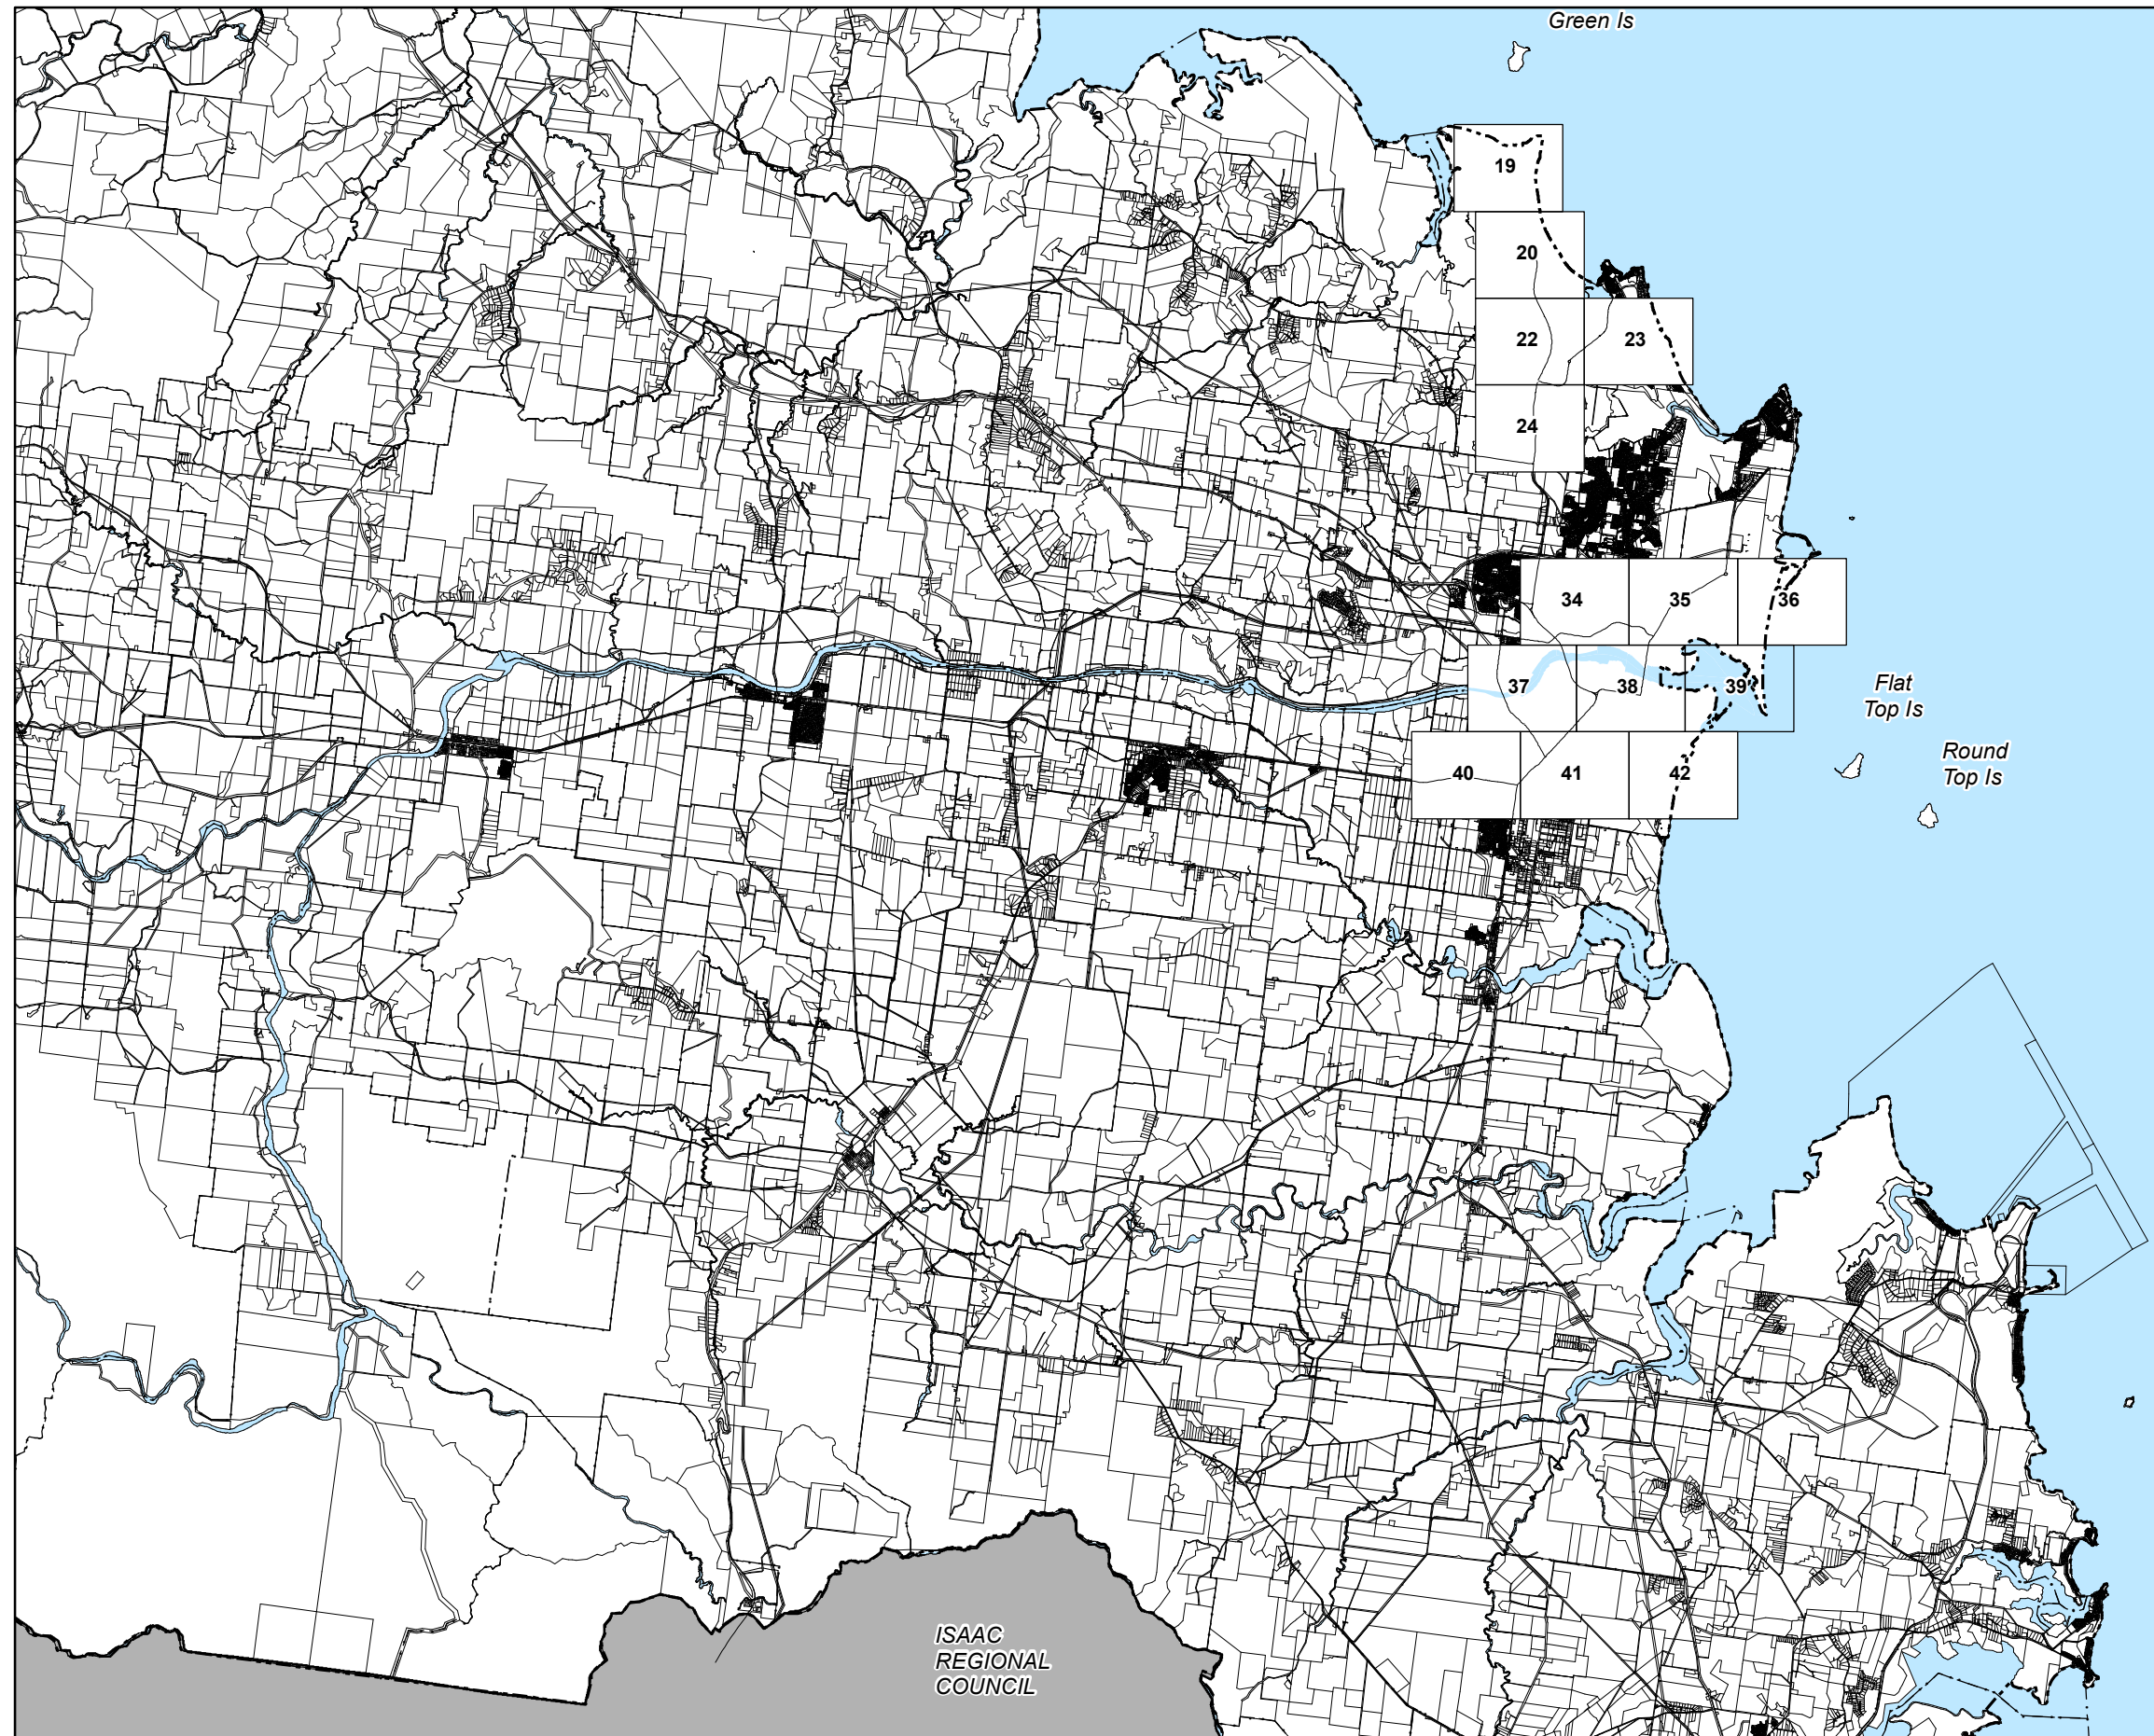 Green Is
19
20
22
23
24
34
35
36
37
38
39
Flat
Top Is
40
41
42
Round
Top Is
ISAAC
REGIONAL
COUNCIL